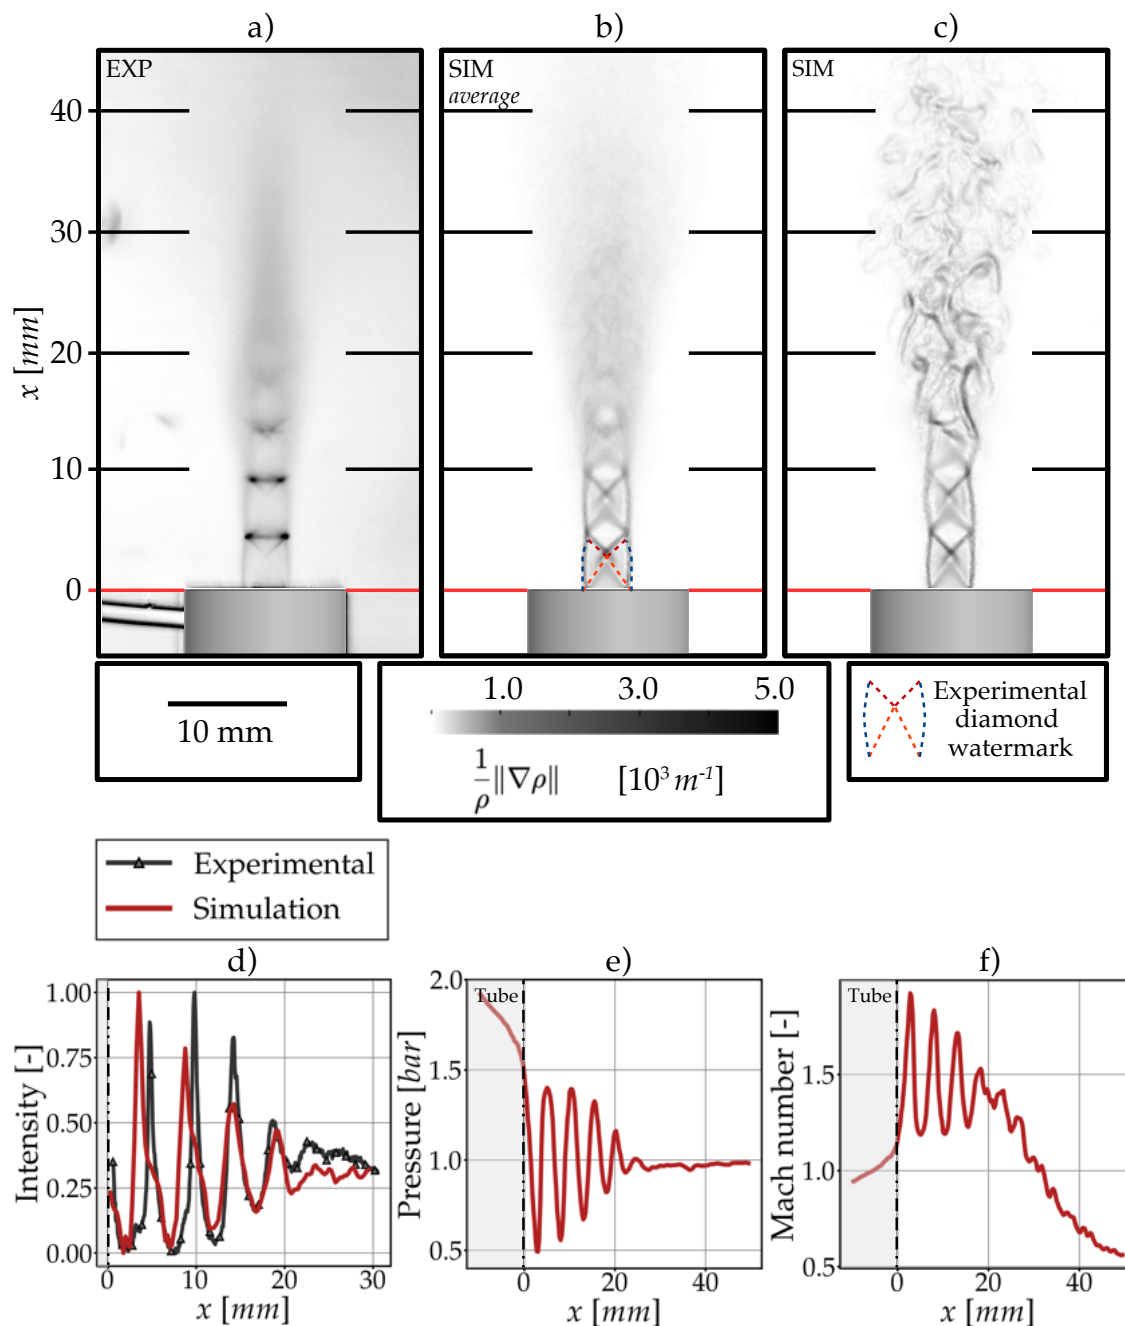 a)
b)
c)
EXP
SIM
average
SIM
40
30
20
10
0
x [mm]
10 mm
1.0 3.0 5.0
1/ρ ‖∇ρ‖ [10³ m⁻¹]
Experimental
diamond
watermark
Experimental
Simulation
d)
1.00
0.75
0.50
0.25
0.00
Intensity [-]
0 10 20 30
x [mm]
e)
Tube
2.0
1.5
1.0
0.5
Pressure [bar]
0 20 40
x [mm]
f)
Tube
1.5
1.0
0.5
Mach number [-]
0 20 40
x [mm]